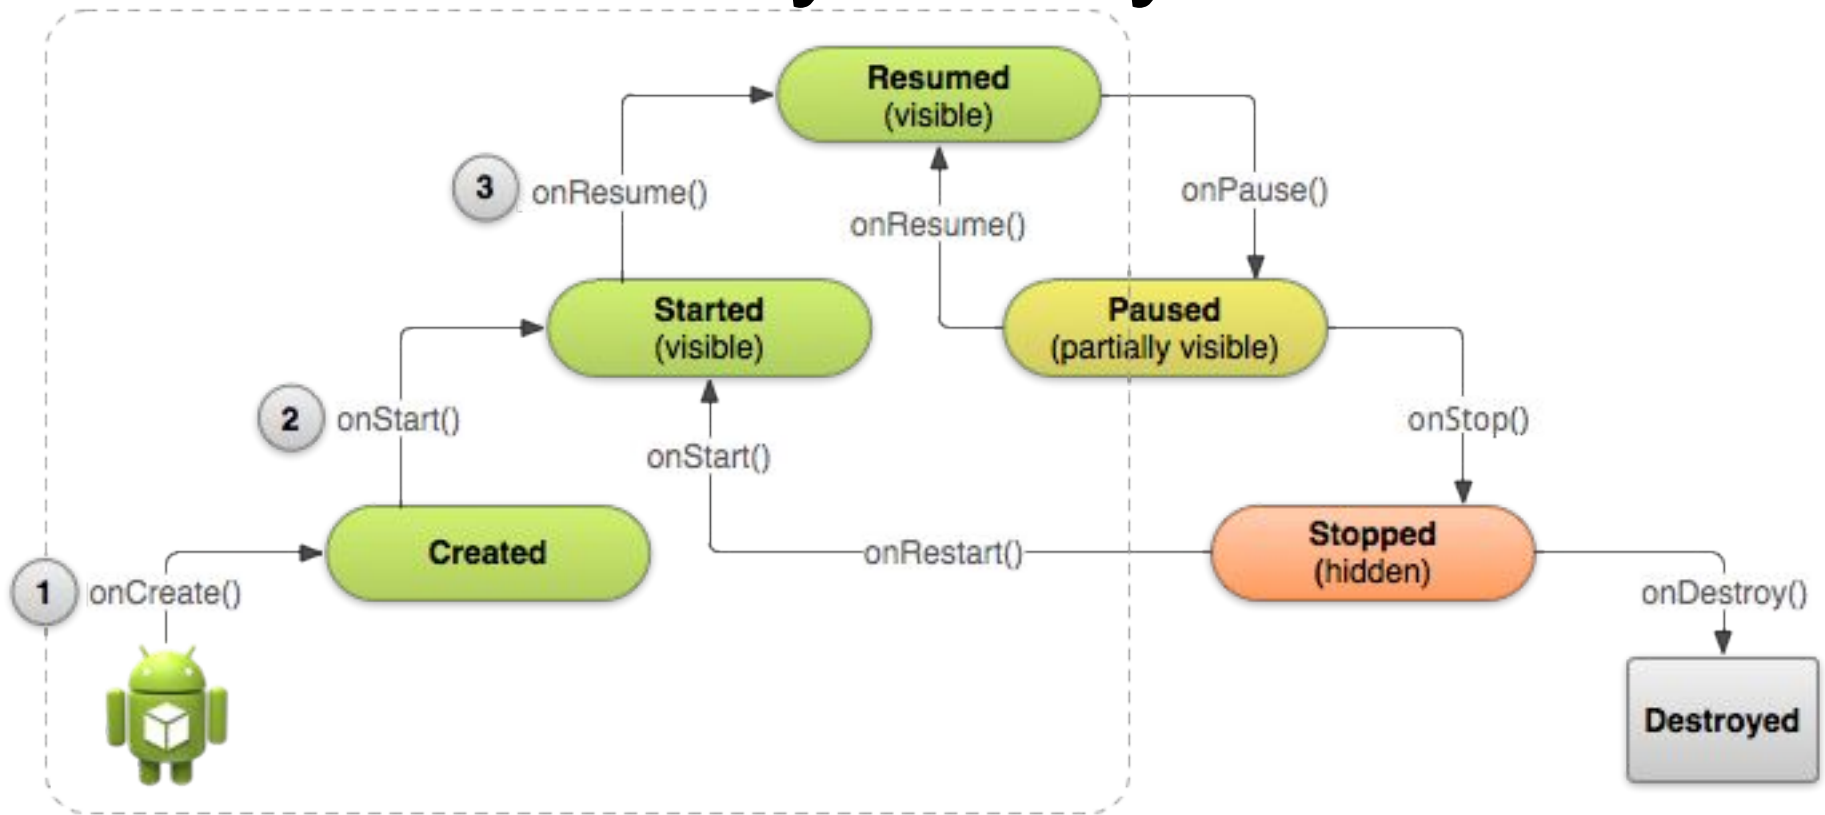 Resumed
(visible)
3
onResume()
onPause()
onResume()
Started
(visible)
Paused
(partially visible)
2
onStart()
onStart()
onStop()
Created
onRestart()
Stopped
(hidden)
1
onCreate()
onDestroy()
Destroyed